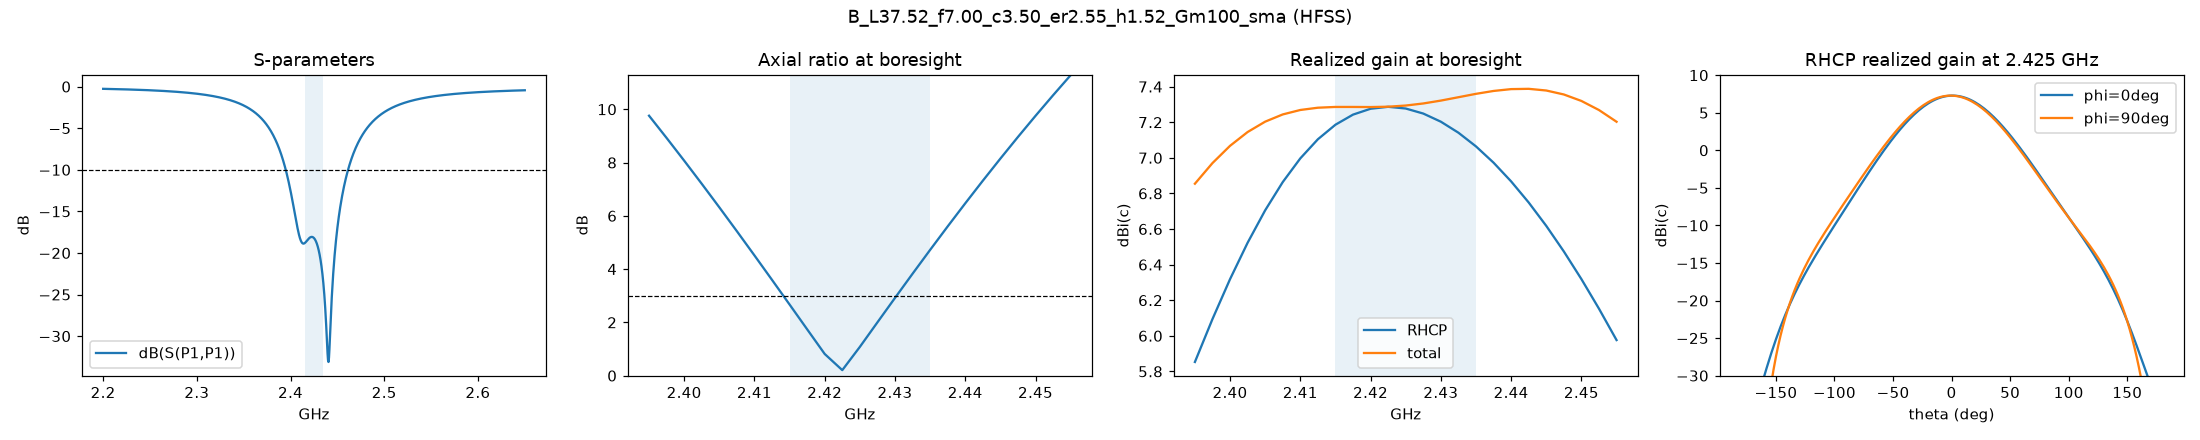 B_L37.52_f7.00_c3.50_er2.55_h1.52_Gm100_sma (HFSS)
S-parameters
dB
0
−5
−10
−15
−20
−25
−30
dB(S(P1,P1))
2.2 2.3 2.4 2.5 2.6
GHz
Axial ratio at boresight
dB
10
8
6
4
2
0
2.40 2.41 2.42 2.43 2.44 2.45
GHz
Realized gain at boresight
dBi(c)
7.4
7.2
7.0
6.8
6.6
6.4
6.2
6.0
5.8
RHCP
total
2.40 2.41 2.42 2.43 2.44 2.45
GHz
RHCP realized gain at 2.425 GHz
dBi(c)
10
5
0
−5
−10
−15
−20
−25
−30
phi=0deg
phi=90deg
−150 −100 −50 0 50 100 150
theta (deg)